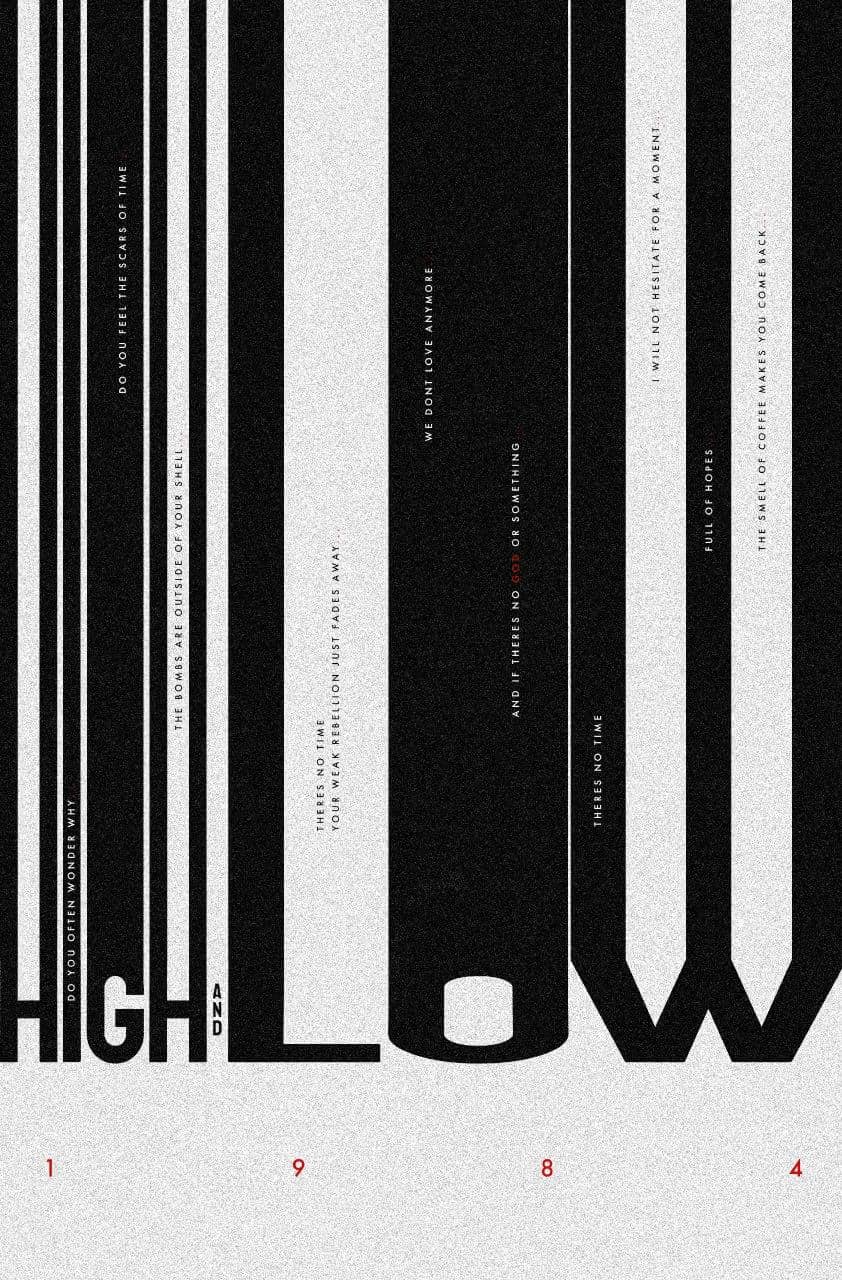 DO YOU OFTEN WONDER WHY
DO YOU FEEL THE SCARS OF TIME...
THE BOMBS ARE OUTSIDE OF YOUR SHELL...
THERES NO TIME
YOUR WEAK REBELLION JUST FADES AWAY...
WE DONT LOVE ANYMORE...
AND IF THERES NO GOD OR SOMETHING...
THERES NO TIME
I WILL NOT HESITATE FOR A MOMENT...
FULL OF HOPES...
THE SMELL OF COFFEE MAKES YOU COME BACK...
HIGH AND LOW
1 9 8 4